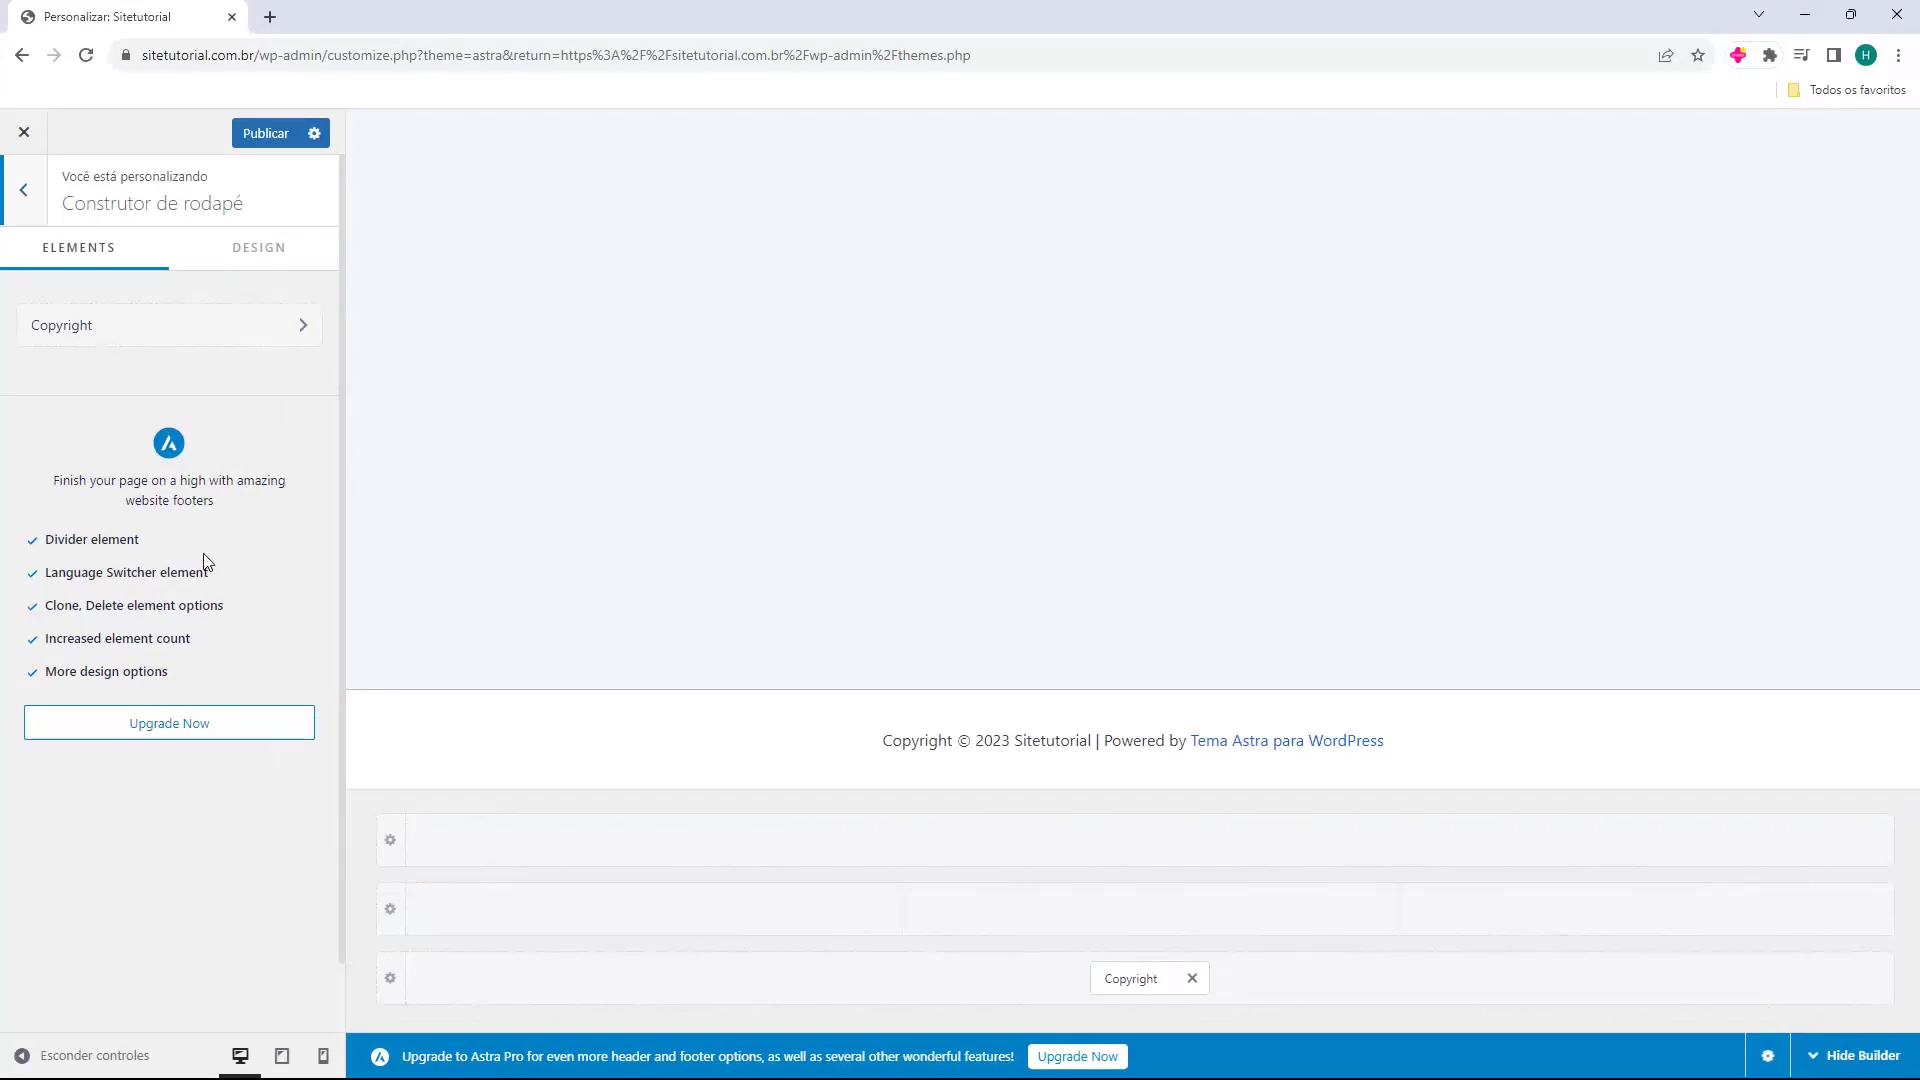 Personalizar: Sitetutorial
sitetutorial.com.br/wp-admin/customize.php?theme=astra&return=https%3A%2F%2Fsitetutorial.com.br%2Fwp-admin%2Fthemes.php
H
Todos os favoritos
Publicar
Você está personalizando
Construtor de rodapé
ELEMENTS
DESIGN
Copyright
Finish your page on a high with amazing
website footers
Divider element
Language Switcher element
Clone, Delete element options
Increased element count
More design options
Upgrade Now
Copyright © 2023 Sitetutorial | Powered by Tema Astra para WordPress
Copyright
Esconder controles
Upgrade to Astra Pro for even more header and footer options, as well as several other wonderful features!
Upgrade Now
Hide Builder